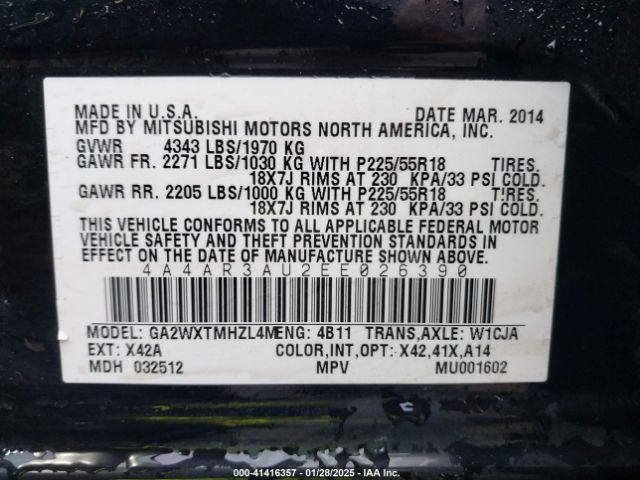 MADE IN U.S.A. DATE MAR. 2014
MFD BY MITSUBISHI MOTORS NORTH AMERICA, INC.
GVWR 4343 LBS/1970 KG
GAWR FR. 2271 LBS/1030 KG WITH P225/55R18 TIRES,
18X7J RIMS AT 230 KPA/33 PSI COLD.
GAWR RR. 2205 LBS/1000 KG WITH P225/55R18 TIRES,
18X7J RIMS AT 230 KPA/33 PSI COLD.
THIS VEHICLE CONFORMS TO ALL APPLICABLE FEDERAL MOTOR
VEHICLE SAFETY AND THEFT PREVENTION STANDARDS IN
EFFECT ON THE DATE OF MANUFACTURE SHOWN ABOVE.
4A4AR3AU2EE026390
MODEL: GA2WXTMHZL4M ENG: 4B11 TRANS,AXLE: W1CJA
EXT: X42A COLOR,INT,OPT: X42,41X,A14
MDH 032512 MPV MU001602
000-41416357 - 01/28/2025 - IAA Inc.